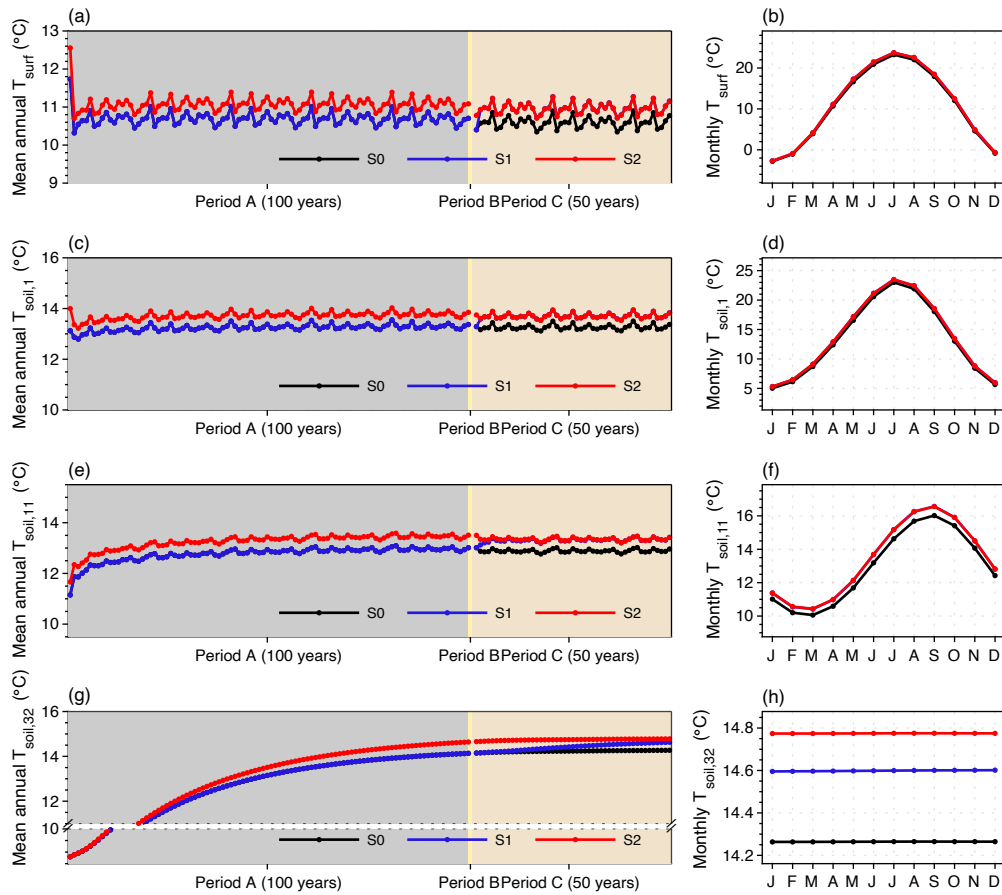 (a)
Mean annual T surf (°C)
13
12
11
10
9
S0 S1 S2
Period A (100 years) Period B Period C (50 years)
(b)
Monthly T surf (°C)
20
10
0
J F M A M J J A S O N D
(c)
Mean annual T soil,1 (°C)
16
14
12
10
S0 S1 S2
Period A (100 years) Period B Period C (50 years)
(d)
Monthly T soil,1 (°C)
25
20
15
10
5
J F M A M J J A S O N D
(e)
Mean annual T soil,11 (°C)
14
12
10
S0 S1 S2
Period A (100 years) Period B Period C (50 years)
(f)
Monthly T soil,11 (°C)
16
14
12
10
J F M A M J J A S O N D
(g)
Mean annual T soil,32 (°C)
16
14
12
10
S0 S1 S2
Period A (100 years) Period B Period C (50 years)
(h)
Monthly T soil,32 (°C)
14.8
14.6
14.4
14.2
J F M A M J J A S O N D